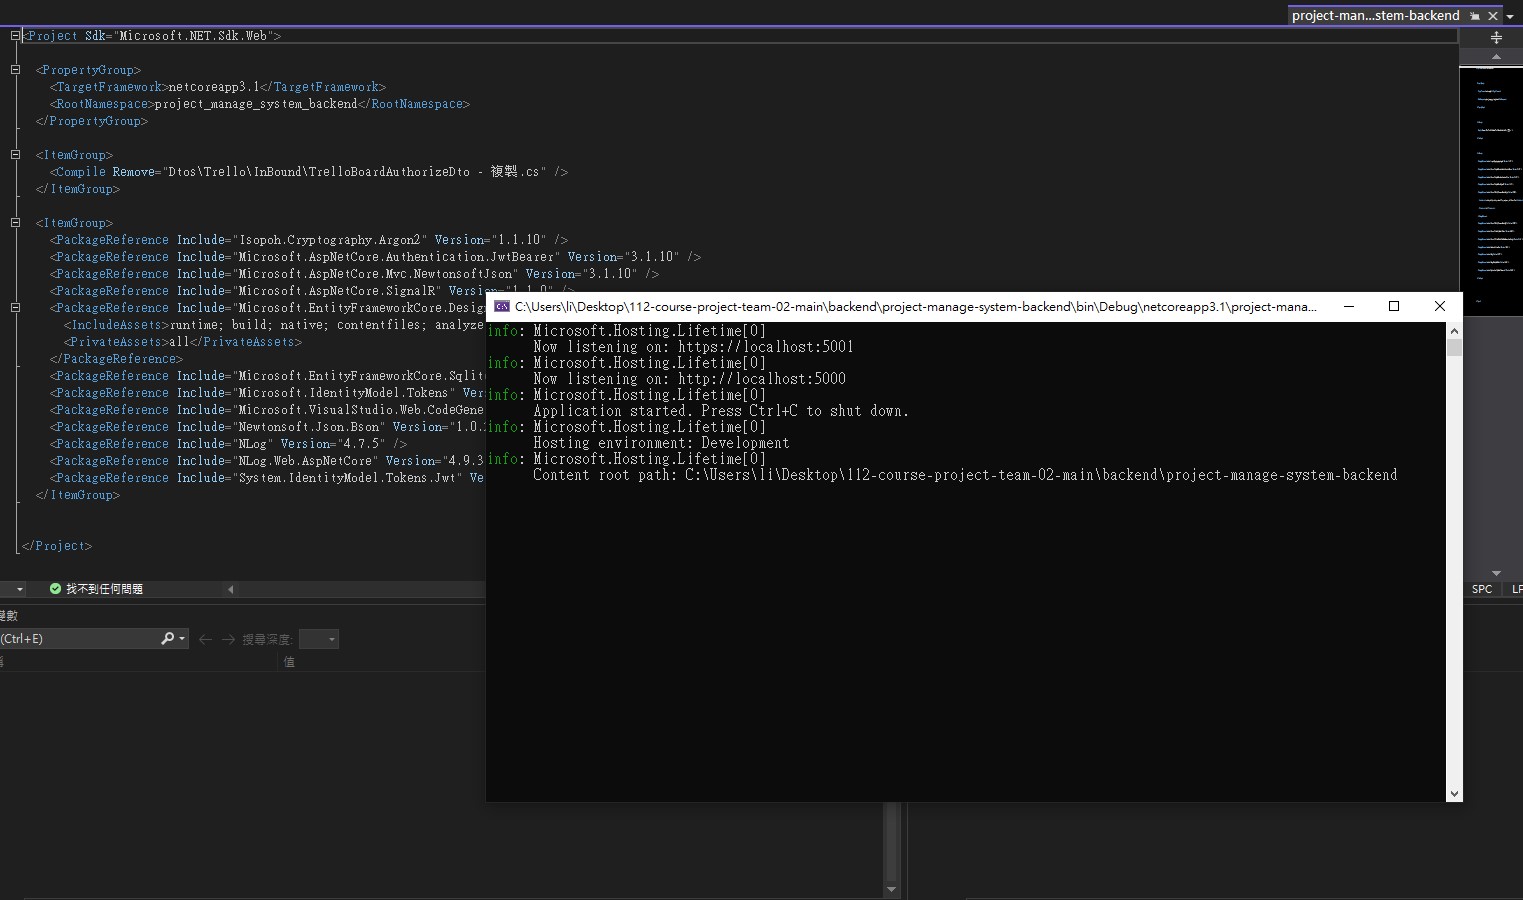 project-man...stem-backend
<Project Sdk="Microsoft.NET.Sdk.Web">
<PropertyGroup>
<TargetFramework>netcoreapp3.1</TargetFramework>
<RootNamespace>project_manage_system_backend</RootNamespace>
</PropertyGroup>
<ItemGroup>
<Compile Remove="Dtos\Trello\InBound\TrelloBoardAuthorizeDto - 複製.cs" />
</ItemGroup>
<ItemGroup>
<PackageReference Include="Isopoh.Cryptography.Argon2" Version="1.1.10" />
<PackageReference Include="Microsoft.AspNetCore.Authentication.JwtBearer" Version="3.1.10" />
<PackageReference Include="Microsoft.AspNetCore.Mvc.NewtonsoftJson" Version="3.1.10" />
<PackageReference Include="Microsoft.AspNetCore.SignalR" Version="1.1.0" />
<PackageReference Include="Microsoft.EntityFrameworkCore.Desig
<IncludeAssets>runtime; build; native; contentfiles; analyze
<PrivateAssets>all</PrivateAssets>
</PackageReference>
<PackageReference Include="Microsoft.EntityFrameworkCore.Sqlit
<PackageReference Include="Microsoft.IdentityModel.Tokens" Ver
<PackageReference Include="Microsoft.VisualStudio.Web.CodeGene
<PackageReference Include="Newtonsoft.Json.Bson" Version="1.0.
<PackageReference Include="NLog" Version="4.7.5" />
<PackageReference Include="NLog.Web.AspNetCore" Version="4.9.3
<PackageReference Include="System.IdentityModel.Tokens.Jwt" Ve
</ItemGroup>
</Project>
C:\Users\li\Desktop\112-course-project-team-02-main\backend\project-manage-system-backend\bin\Debug\netcoreapp3.1\project-mana...
info: Microsoft.Hosting.Lifetime[0]
Now listening on: https://localhost:5001
info: Microsoft.Hosting.Lifetime[0]
Now listening on: http://localhost:5000
info: Microsoft.Hosting.Lifetime[0]
Application started. Press Ctrl+C to shut down.
info: Microsoft.Hosting.Lifetime[0]
Hosting environment: Development
info: Microsoft.Hosting.Lifetime[0]
Content root path: C:\Users\li\Desktop\112-course-project-team-02-main\backend\project-manage-system-backend
找不到任何問題
SPC LF
變數
(Ctrl+E) 搜尋深度:
值